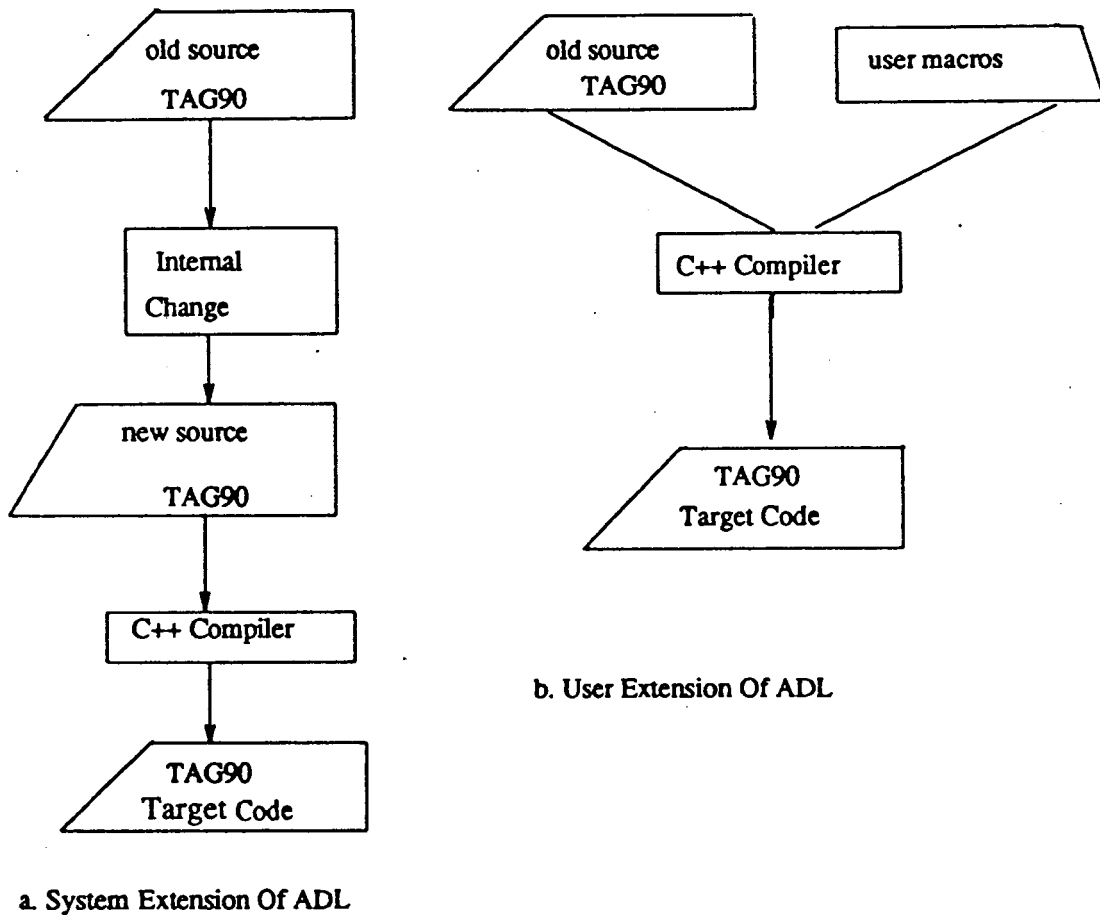 old source
TAG90
Internal
Change
new source
TAG90
C++ Compiler
TAG90
Target Code
a. System Extension Of ADL
old source
TAG90
user macros
C++ Compiler
TAG90
Target Code
b. User Extension Of ADL